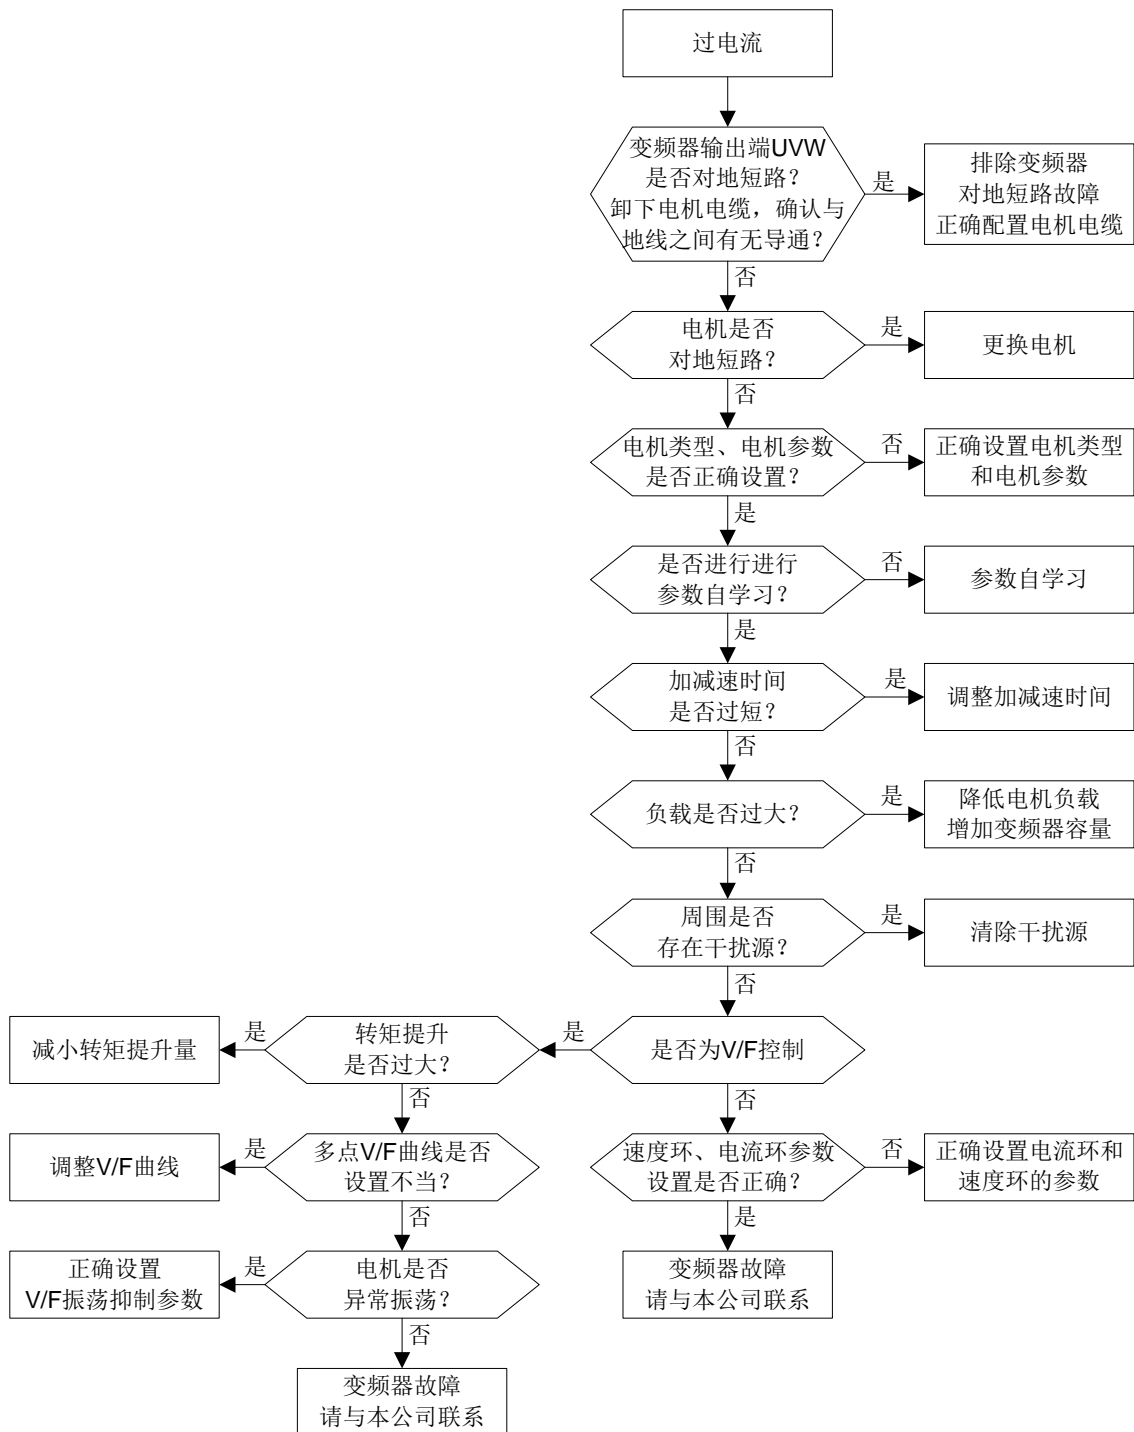 过电流
变频器输出端UVW
是否对地短路？
卸下电机电�，确认与
地线之间有无导通？
是
排除变频器
对地短路故障
正确配置电机电缆
否
电机是否
对地短路？
是
更换电机
否
电机类型、电机参数
是否正确设置？
否
正确设置电机类型
和电机参数
是
是否进行进行
参数自学习？
否
参数自学习
是
加减速时间
是否过短？
是
调整加减速时间
否
负载是否过大？
是
降低电机负载
增加变频器容量
否
周围是否
存在干扰源？
是
清除干扰源
否
是否为V/F控制
是
转矩提升
是否过大？
是
减小转矩提升量
否
否
多点V/F曲线是否
设置不当？
是
调整V/F曲线
速度环、电流环参数
设置是否正确？
否
正确设置电流环和
速度环的参数
否
是
电机是否
异常振荡？
是
正确设置
V/F振荡抑制参数
变频器故障
请与本公司联系
否
变频器故障
请与本公司联系